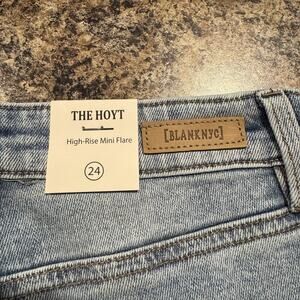 THE HOYT
High-Rise Mini Flare
24
[BLANKNYC]